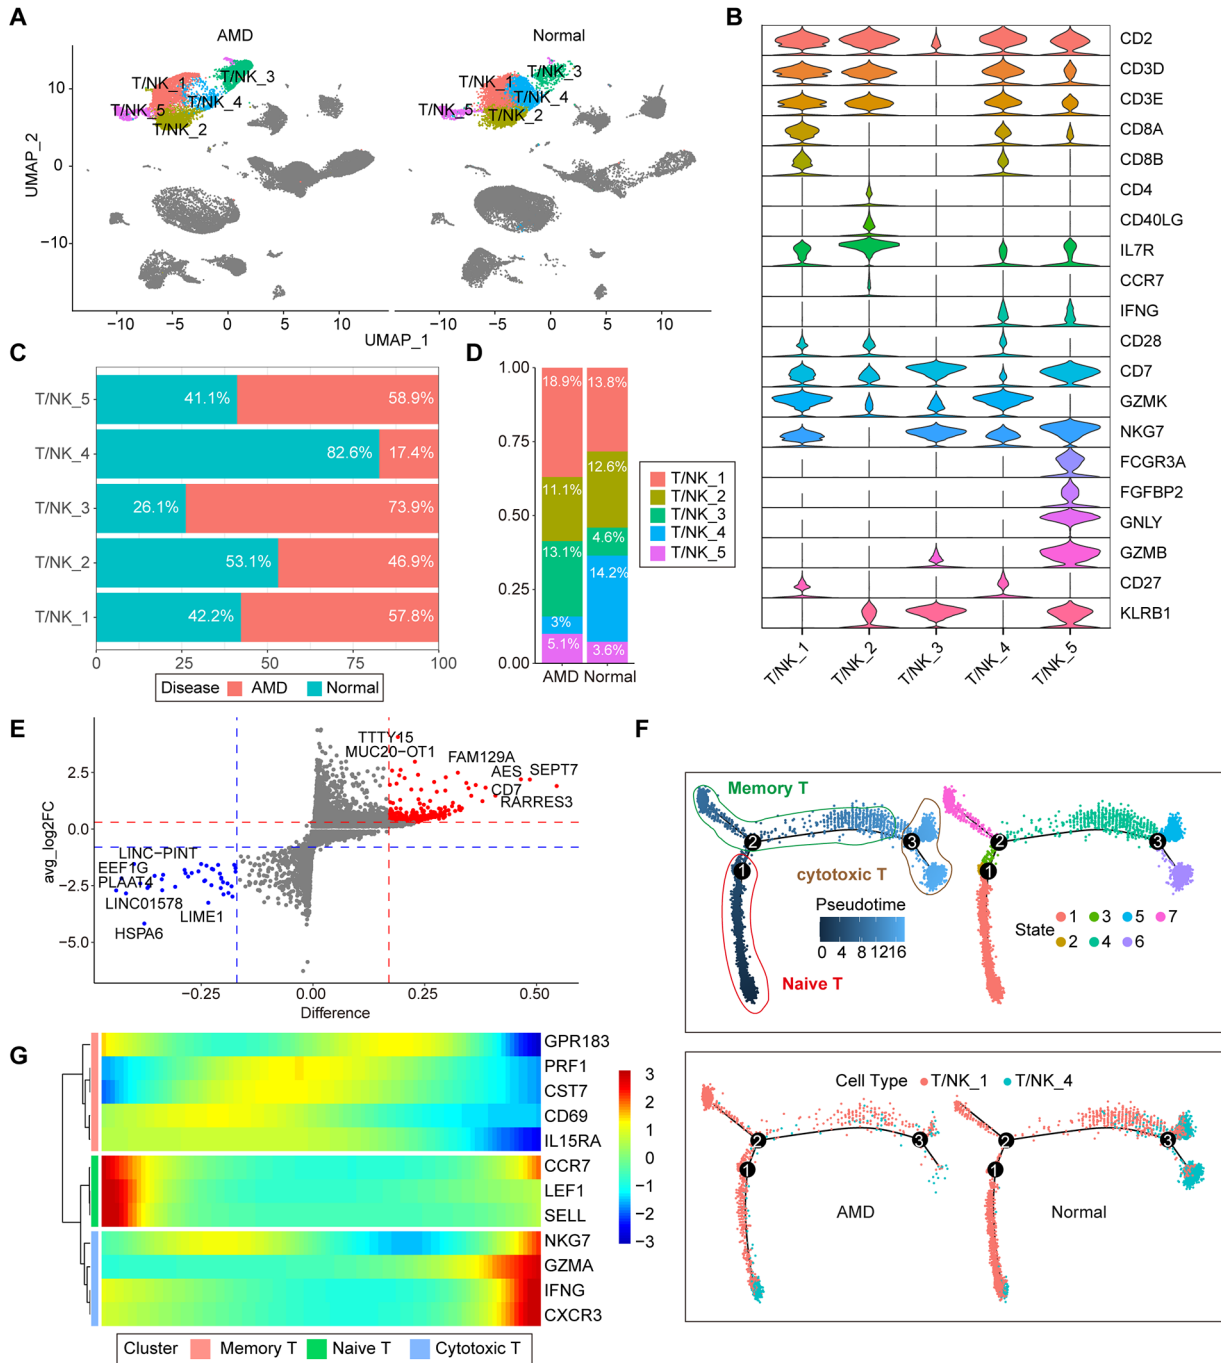 A
AMD
Normal
T/NK_1
T/NK_3
T/NK_4
T/NK_5
T/NK_2
T/NK_3
T/NK_1
T/NK_4
T/NK_5
T/NK_2
UMAP_2
10
0
−10
−10
−5
0
5
10
−10
−5
0
5
10
UMAP_1
B
CD2
CD3D
CD3E
CD8A
CD8B
CD4
CD40LG
IL7R
CCR7
IFNG
CD28
CD7
GZMK
NKG7
FCGR3A
FGFBP2
GNLY
GZMB
CD27
KLRB1
T/NK_1
T/NK_2
T/NK_3
T/NK_4
T/NK_5
C
T/NK_5
41.1%
58.9%
T/NK_4
82.6%
17.4%
T/NK_3
26.1%
73.9%
T/NK_2
53.1%
46.9%
T/NK_1
42.2%
57.8%
0
25
50
75
100
Disease
AMD
Normal
D
1.00
0.75
0.50
0.25
0.00
18.9%
13.8%
11.1%
12.6%
13.1%
4.6%
3%
14.2%
5.1%
3.6%
AMD
Normal
T/NK_1
T/NK_2
T/NK_3
T/NK_4
T/NK_5
E
avg_log2FC
2.5
0.0
−2.5
−5.0
TTTY15
MUC20−OT1
FAM129A
AES
SEPT7
CD7
RARRES3
LINC−PINT
EEF1G
PLAAT4
LINC01578
LIME1
HSPA6
−0.25
0.00
0.25
0.50
Difference
F
Memory T
2
3
1
cytotoxic T
Pseudotime
0 4 8 12 16
Naive T
2
3
1
State
1
3
5
7
2
4
6
Cell Type
T/NK_1
T/NK_4
2
3
1
AMD
2
3
1
Normal
G
GPR183
PRF1
CST7
CD69
IL15RA
CCR7
LEF1
SELL
NKG7
GZMA
IFNG
CXCR3
3
2
1
0
−1
−2
−3
Cluster
Memory T
Naive T
Cytotoxic T